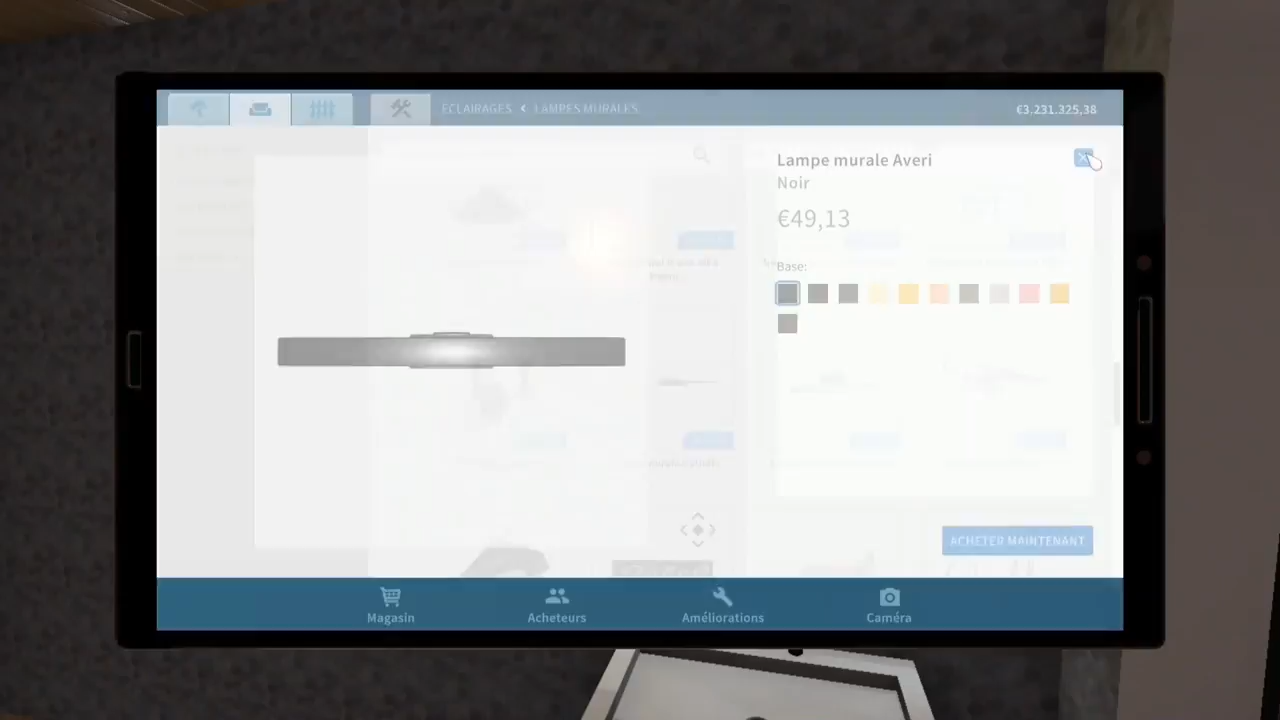 ÉCLAIRAGES < LAMPES MURALES
€3.231.325,38
Lampe murale Averi
Noir
€49,13
Base:
ACHETER MAINTENANT
Magasin
Acheteurs
Améliorations
Caméra